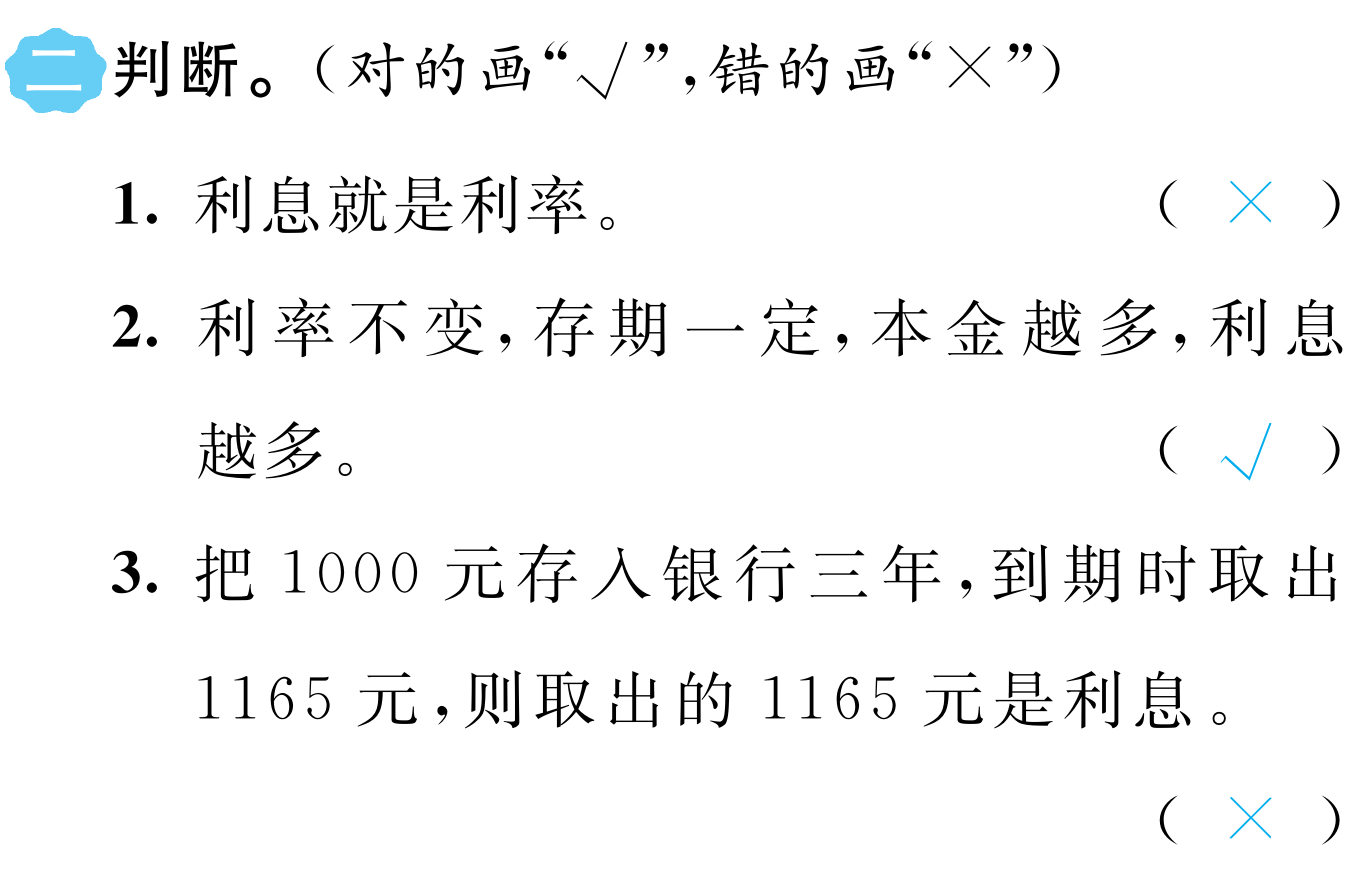 二 判断。(对的画“√”,错的画“×”)
1. 利息就是利率。 ( × )
2. 利率不变,存期一定,本金越多,利息
越多。 ( √ )
3. 把 1000 元存入银行三年,到期时取出
1165 元,则取出的 1165 元是利息。
( × )